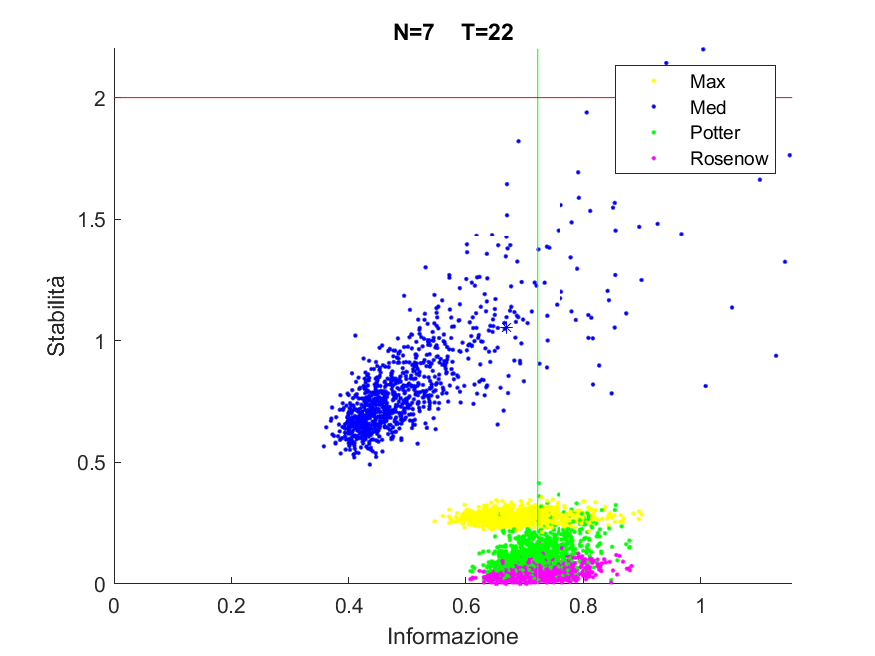 N=7 T=22
Max
Med
Potter
Rosenow
Stabilità
2
1.5
1
0.5
0
0 0.2 0.4 0.6 0.8 1
Informazione